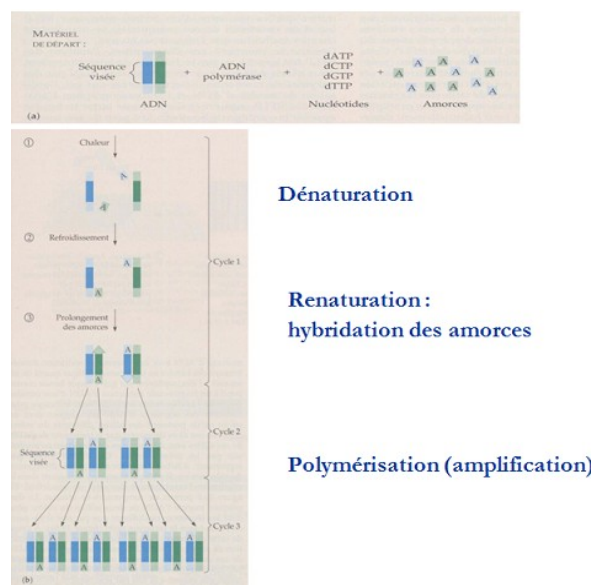 MATÉRIEL
DE DÉPART :
Séquence
visée
ADN
+
ADN
polymérase
+
dATP
dCTP
dGTP
dTTP
Nucléotides
+
A A A A A A A A A A A
Amorces
(a)
① Chaleur
A
A
Dénaturation
② Refroidissement
A
A
Cycle 1
Renaturation :
hybridation des amorces
③ Prolongement
des amorces
A
A
Cycle 2
Séquence
visée
A A
A A
Polymérisation (amplification)
Cycle 3
A A A A
A A A A
(b)